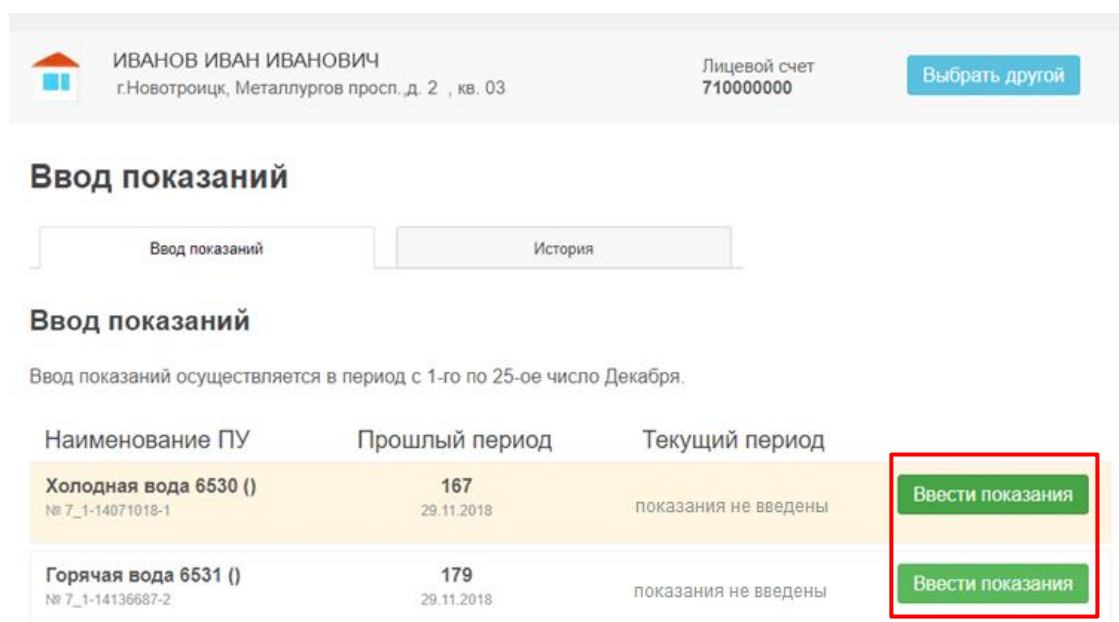 ИВАНОВ ИВАН ИВАНОВИЧ
г.Новотроицк, Металлургов просп.,д. 2 , кв. 03
Лицевой счет
710000000
Выбрать другой
Ввод показаний
Ввод показаний
История
Ввод показаний
Ввод показаний осуществляется в период с 1-го по 25-ое число Декабря.
Наименование ПУ Прошлый период Текущий период
Холодная вода 6530 () 167 показания не введены Ввести показания
№ 7_1-14071018-1 29.11.2018
Горячая вода 6531 () 179 показания не введены Ввести показания
№ 7_1-14136687-2 29.11.2018